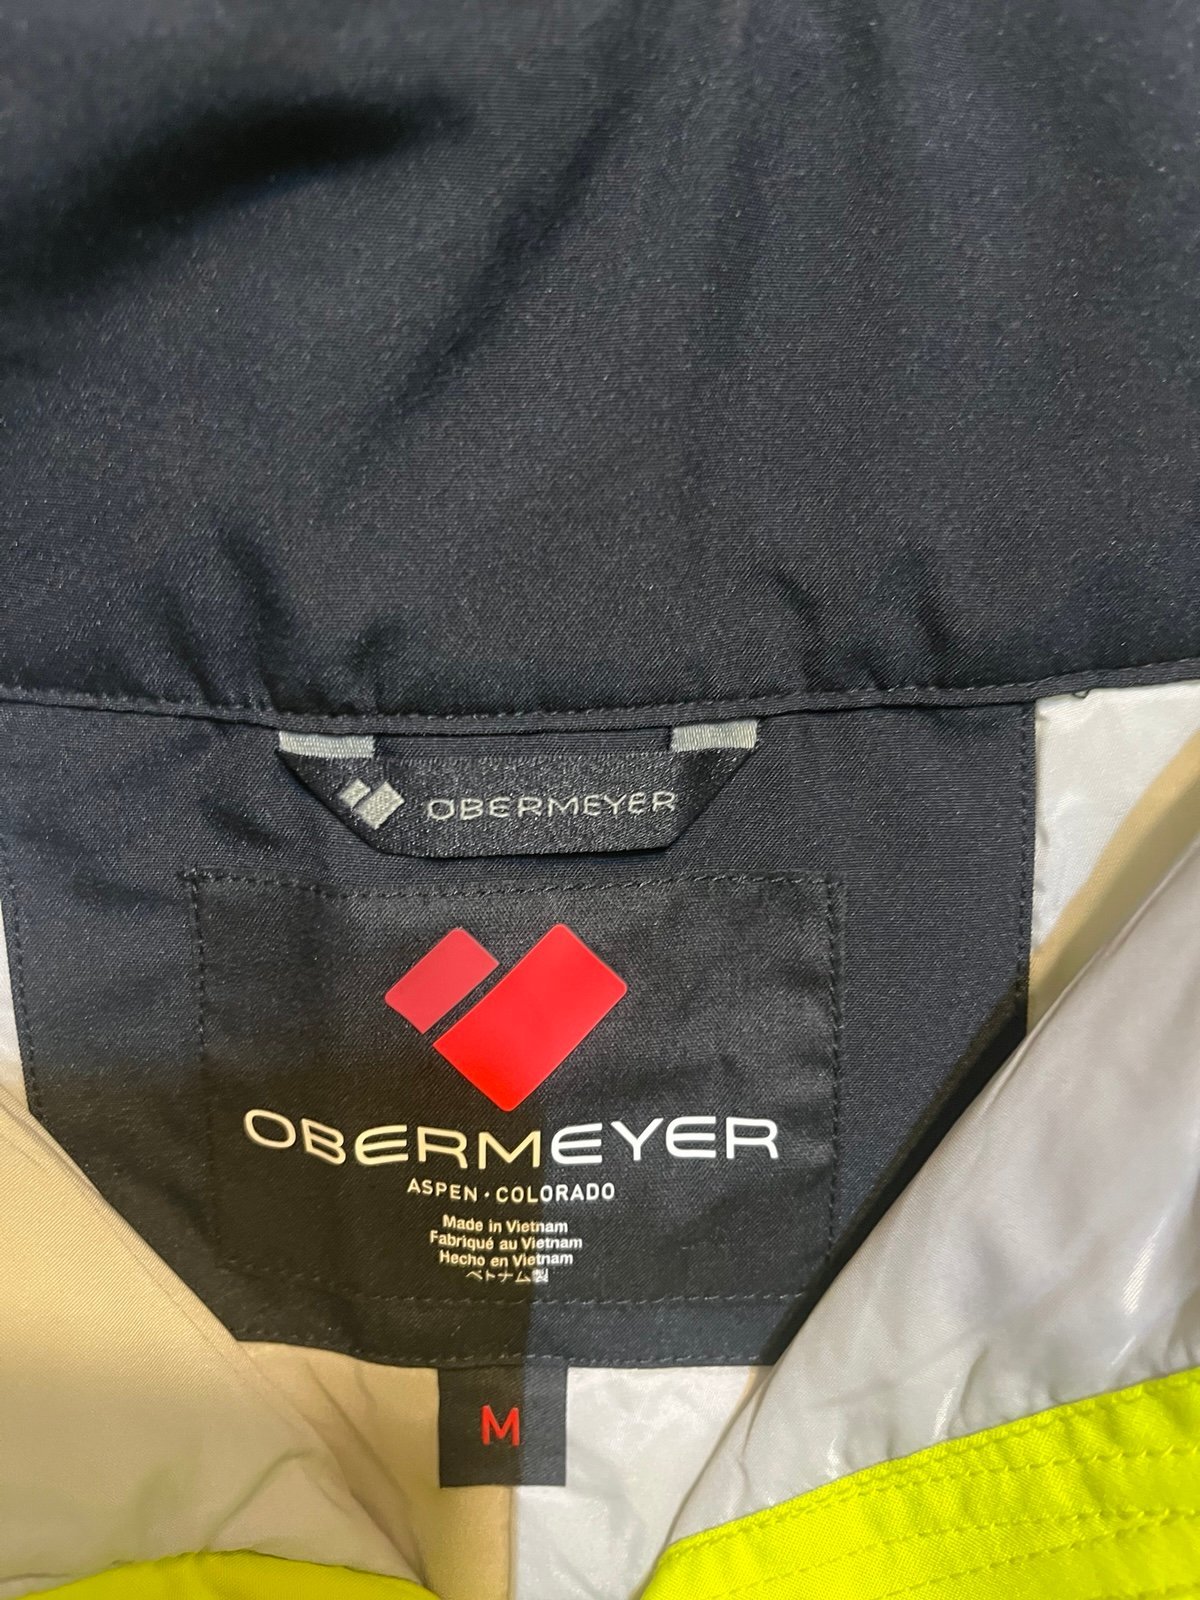 OBERMEYER
OBERMEYER
ASPEN · COLORADO
Made in Vietnam
Fabriqué au Vietnam
Hecho en Vietnam
ベトナム製
M